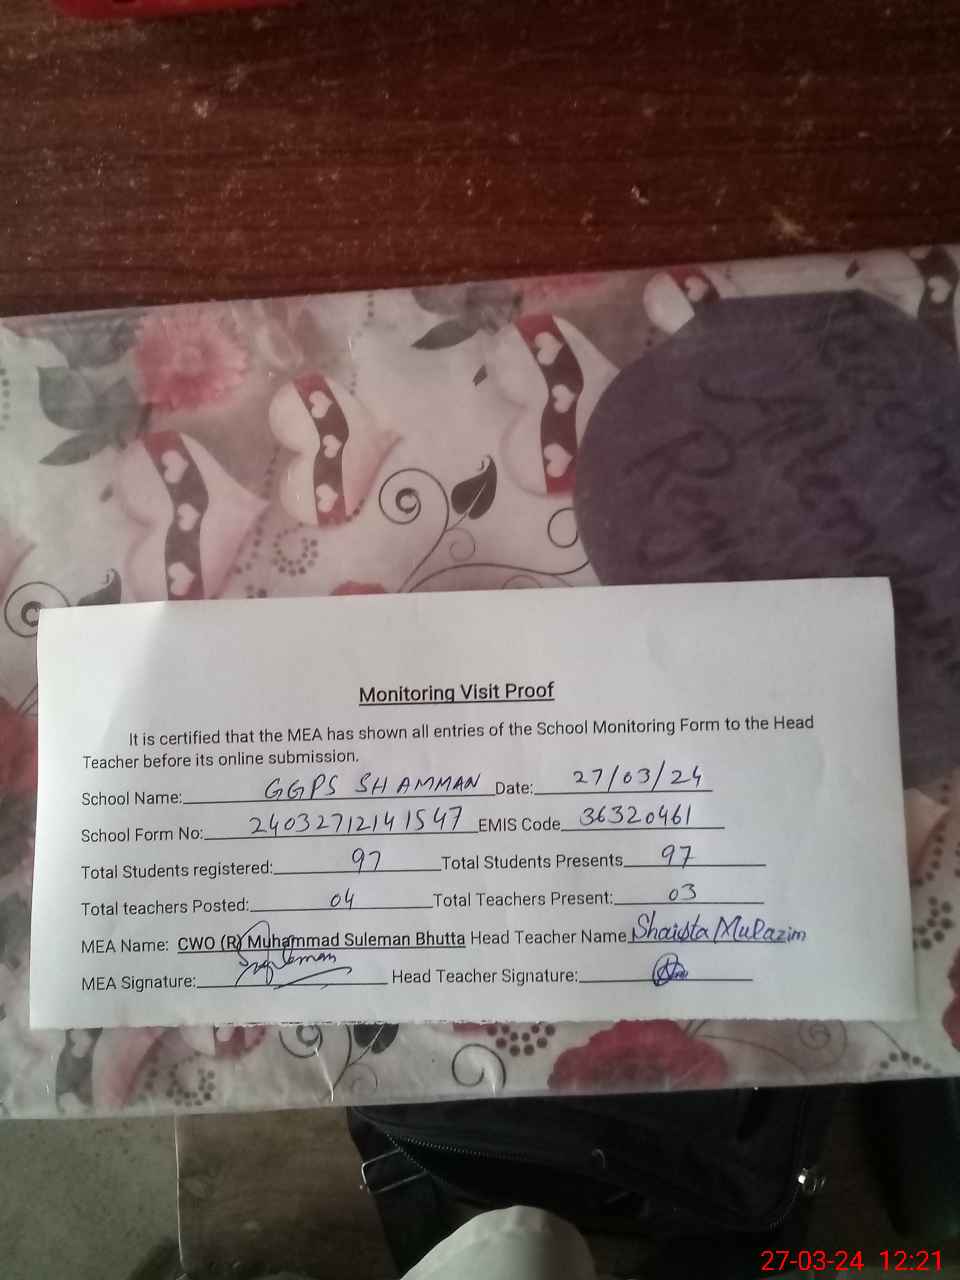 Monitoring Visit Proof
It is certified that the MEA has shown all entries of the School Monitoring Form to the Head
Teacher before its online submission.
School Name: GGPS SHAMMAN Date: 27/03/24
School Form No: 24032712141547 EMIS Code 36320461
Total Students registered: 97 Total Students Presents 97
Total teachers Posted: 04 Total Teachers Present: 03
MEA Name: CWO (R) Muhammad Suleman Bhutta Head Teacher Name Shaista Mulazim
MEA Signature: Suleman Head Teacher Signature:
27-03-24 12:21